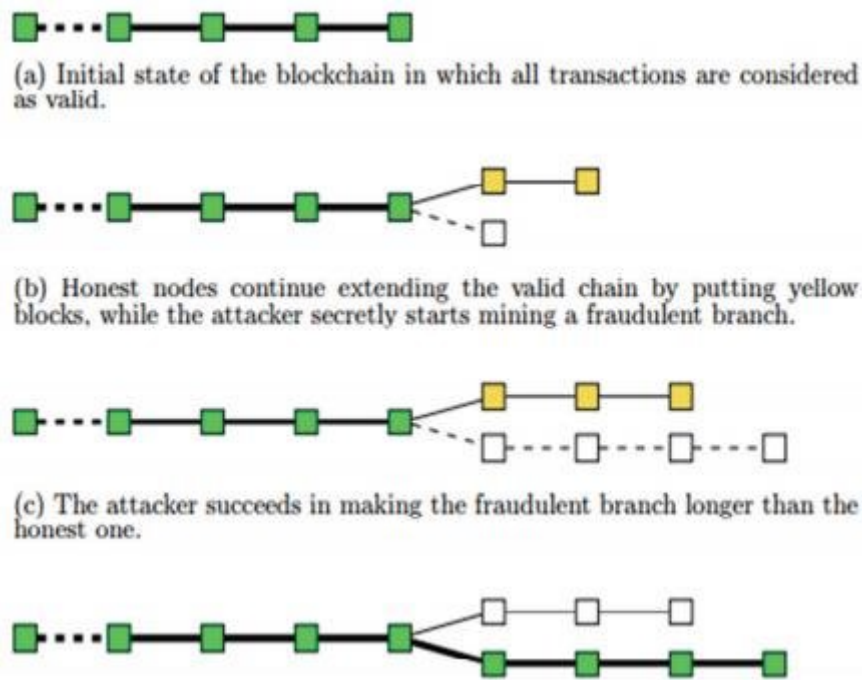 (a) Initial state of the blockchain in which all transactions are considered
as valid.
(b) Honest nodes continue extending the valid chain by putting yellow
blocks, while the attacker secretly starts mining a fraudulent branch.
(c) The attacker succeeds in making the fraudulent branch longer than the
honest one.